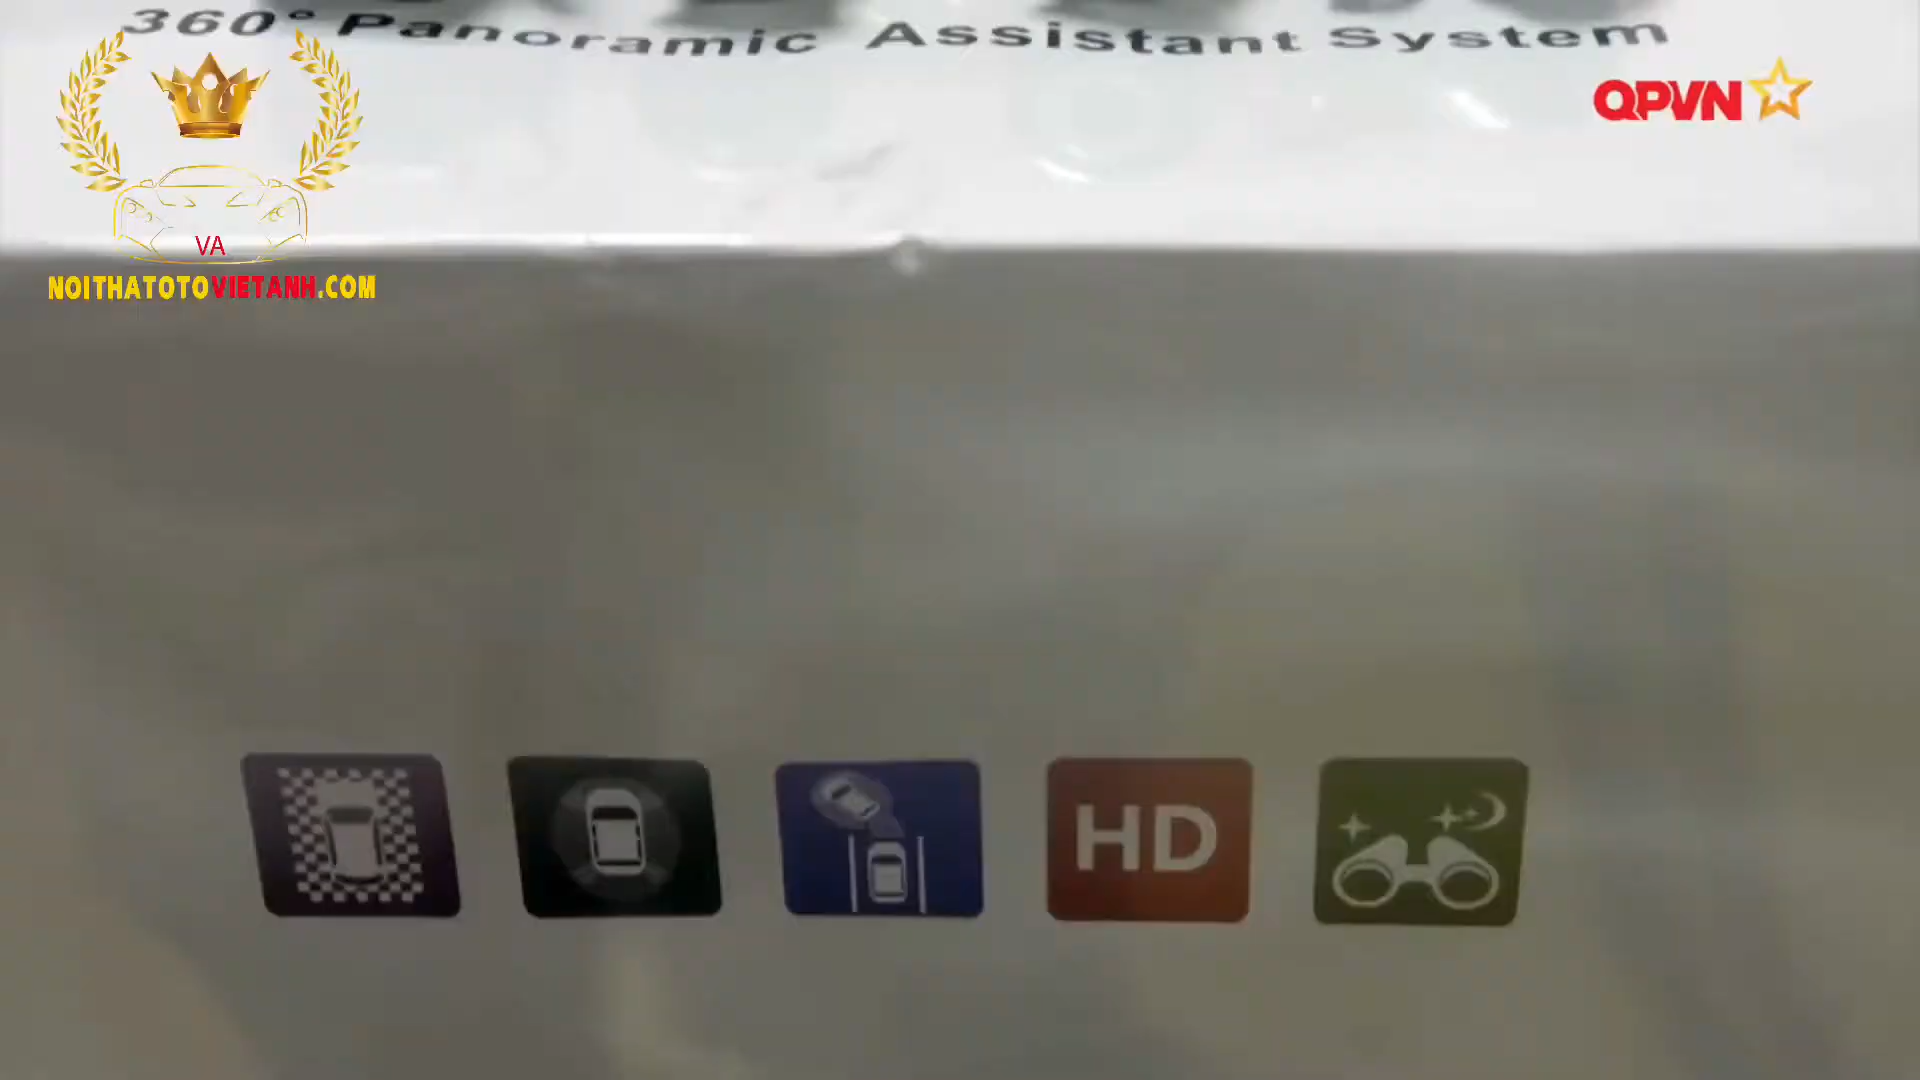 360° Panoramic Assistant System
QPVN
VA
NOITHATOTOVIETANH.COM
HD